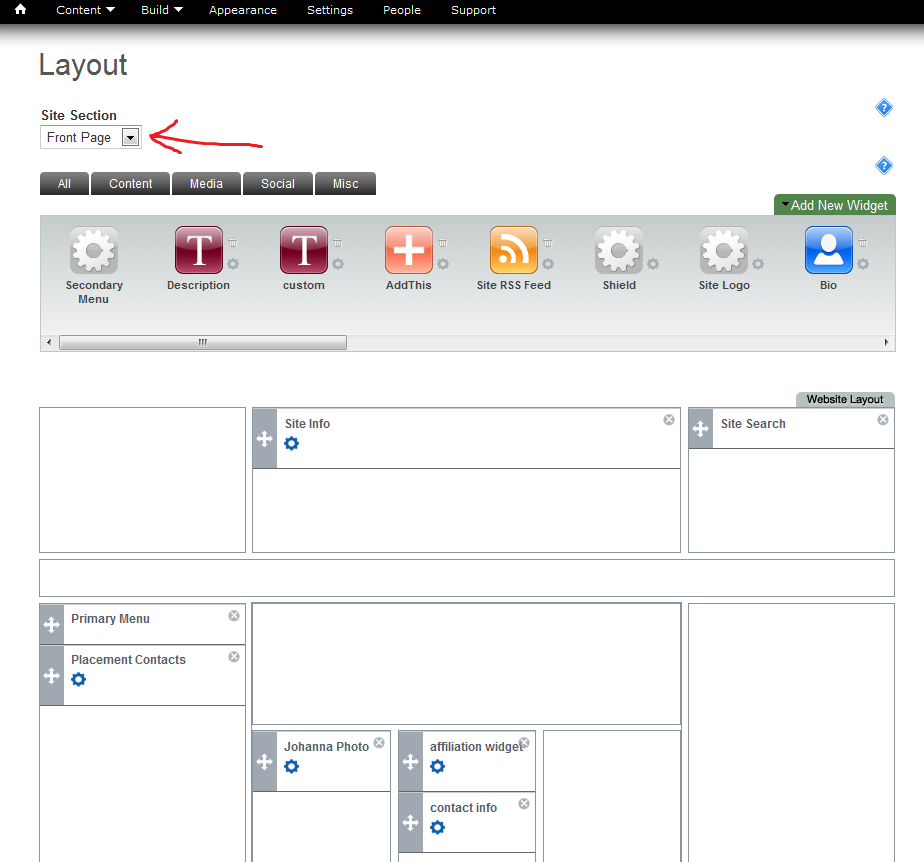 Content Build Appearance Settings People Support
Layout
Site Section
Front Page
All Content Media Social Misc
Add New Widget
Secondary Menu
T Description
T custom
AddThis
Site RSS Feed
Shield
Site Logo
Bio
Website Layout
Site Info
Site Search
Primary Menu
Placement Contacts
Johanna Photo
affiliation widget
contact info